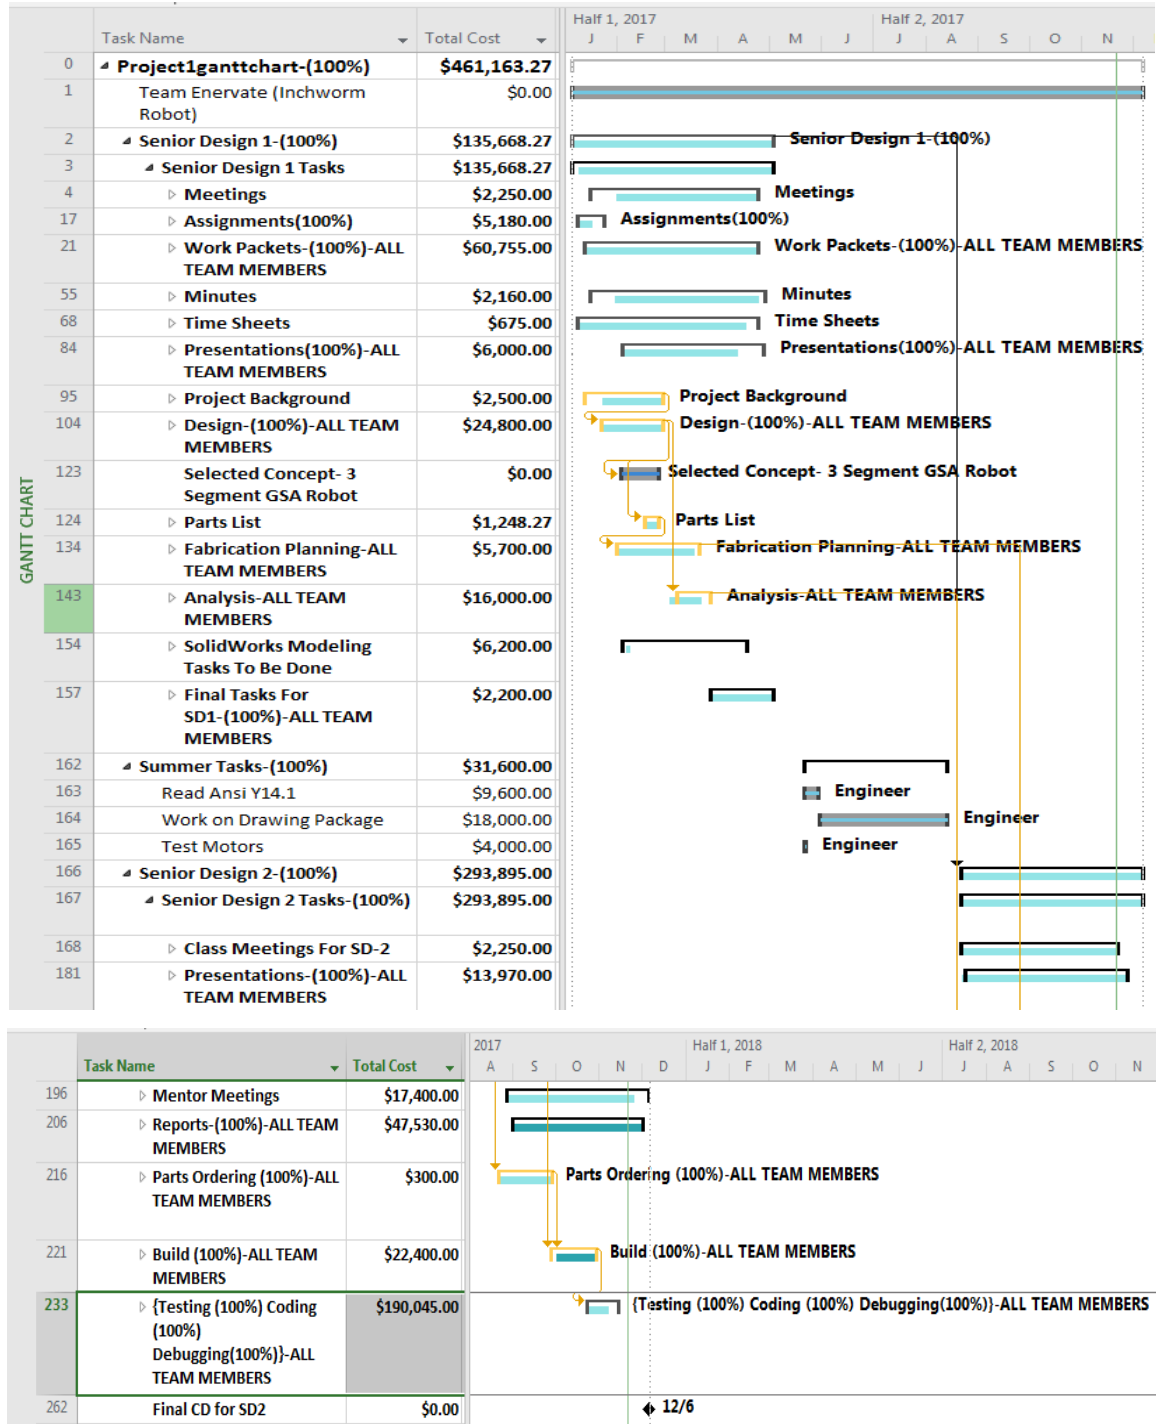 Half 1, 2017 Half 2, 2017
Task Name Total Cost J F M A M J J A S O N
GANTT CHART
0 Project1ganttchart-(100%) $461,163.27
1 Team Enervate (Inchworm $0.00
Robot)
2 Senior Design 1-(100%) $135,668.27 Senior Design 1-(100%)
3 Senior Design 1 Tasks $135,668.27
4 Meetings $2,250.00 Meetings
17 Assignments(100%) $5,180.00 Assignments(100%)
21 Work Packets-(100%)-ALL $60,755.00 Work Packets-(100%)-ALL TEAM MEMBERS
TEAM MEMBERS
55 Minutes $2,160.00 Minutes
68 Time Sheets $675.00 Time Sheets
84 Presentations(100%)-ALL $6,000.00 Presentations(100%)-ALL TEAM MEMBERS
TEAM MEMBERS
95 Project Background $2,500.00 Project Background
104 Design-(100%)-ALL TEAM $24,800.00 Design-(100%)-ALL TEAM MEMBERS
MEMBERS
123 Selected Concept- 3 $0.00 Selected Concept- 3 Segment GSA Robot
Segment GSA Robot
124 Parts List $1,248.27 Parts List
134 Fabrication Planning-ALL $5,700.00 Fabrication Planning-ALL TEAM MEMBERS
TEAM MEMBERS
143 Analysis-ALL TEAM $16,000.00 Analysis-ALL TEAM MEMBERS
MEMBERS
154 SolidWorks Modeling $6,200.00
Tasks To Be Done
157 Final Tasks For $2,200.00
SD1-(100%)-ALL TEAM
MEMBERS
162 Summer Tasks-(100%) $31,600.00
163 Read Ansi Y14.1 $9,600.00 Engineer
164 Work on Drawing Package $18,000.00 Engineer
165 Test Motors $4,000.00 Engineer
166 Senior Design 2-(100%) $293,895.00
167 Senior Design 2 Tasks-(100%) $293,895.00
168 Class Meetings For SD-2 $2,250.00
181 Presentations-(100%)-ALL $13,970.00
TEAM MEMBERS
2017 Half 1, 2018 Half 2, 2018
Task Name Total Cost A S O N D J F M A M J J A S O N
196 Mentor Meetings $17,400.00
206 Reports-(100%)-ALL TEAM $47,530.00
MEMBERS
216 Parts Ordering (100%)-ALL $300.00 Parts Ordering (100%)-ALL TEAM MEMBERS
TEAM MEMBERS
221 Build (100%)-ALL TEAM $22,400.00 Build (100%)-ALL TEAM MEMBERS
MEMBERS
233 {Testing (100%) Coding $190,045.00 {Testing (100%) Coding (100%) Debugging(100%)}-ALL TEAM MEMBERS
(100%)
Debugging(100%)}-ALL
TEAM MEMBERS
262 Final CD for SD2 $0.00 12/6